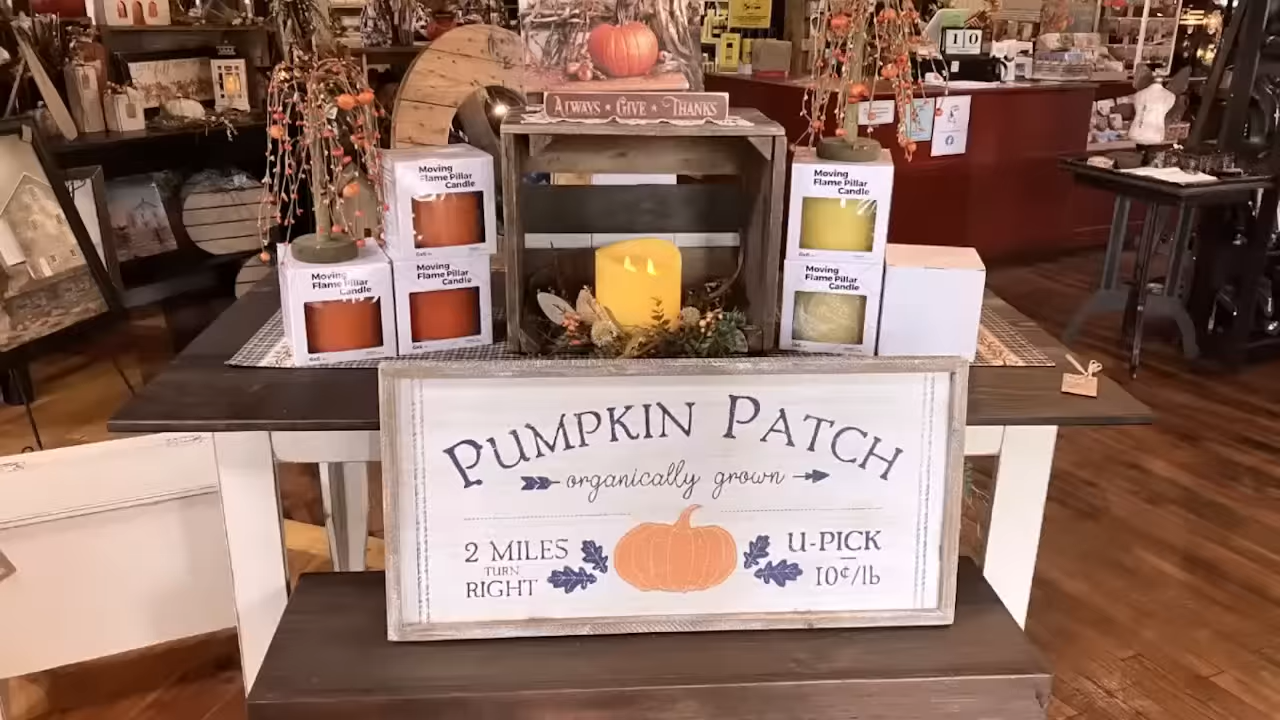 10
ALWAYS ★ GIVE ★ THANKS
Moving
Flame Pillar
Candle
Moving
Flame Pillar
Candle
Moving
Flame Pillar
Candle
Moving
Flame Pillar
Candle
Moving
Flame Pillar
Candle
PUMPKIN PATCH
organically grown
2 MILES
TURN
RIGHT
U-PICK
10¢/lb